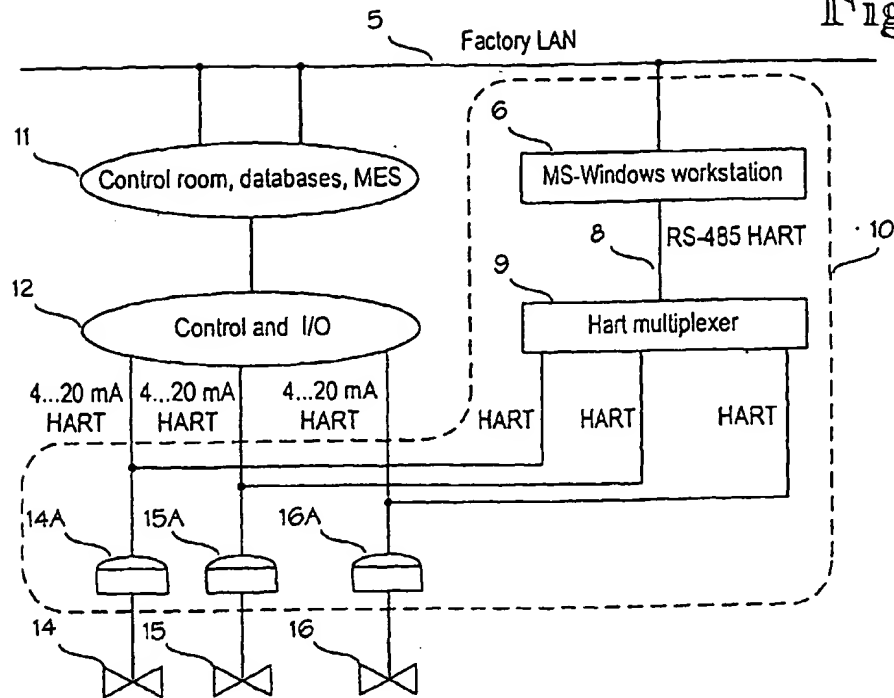 Fig
5
Factory LAN
11
6
Control room, databases, MES
MS-Windows workstation
8
RS-485 HART
10
12
9
Control and I/O
Hart multiplexer
4...20 mA
HART
4...20 mA
HART
4...20 mA
HART
HART
HART
HART
14A
15A
16A
14
15
16